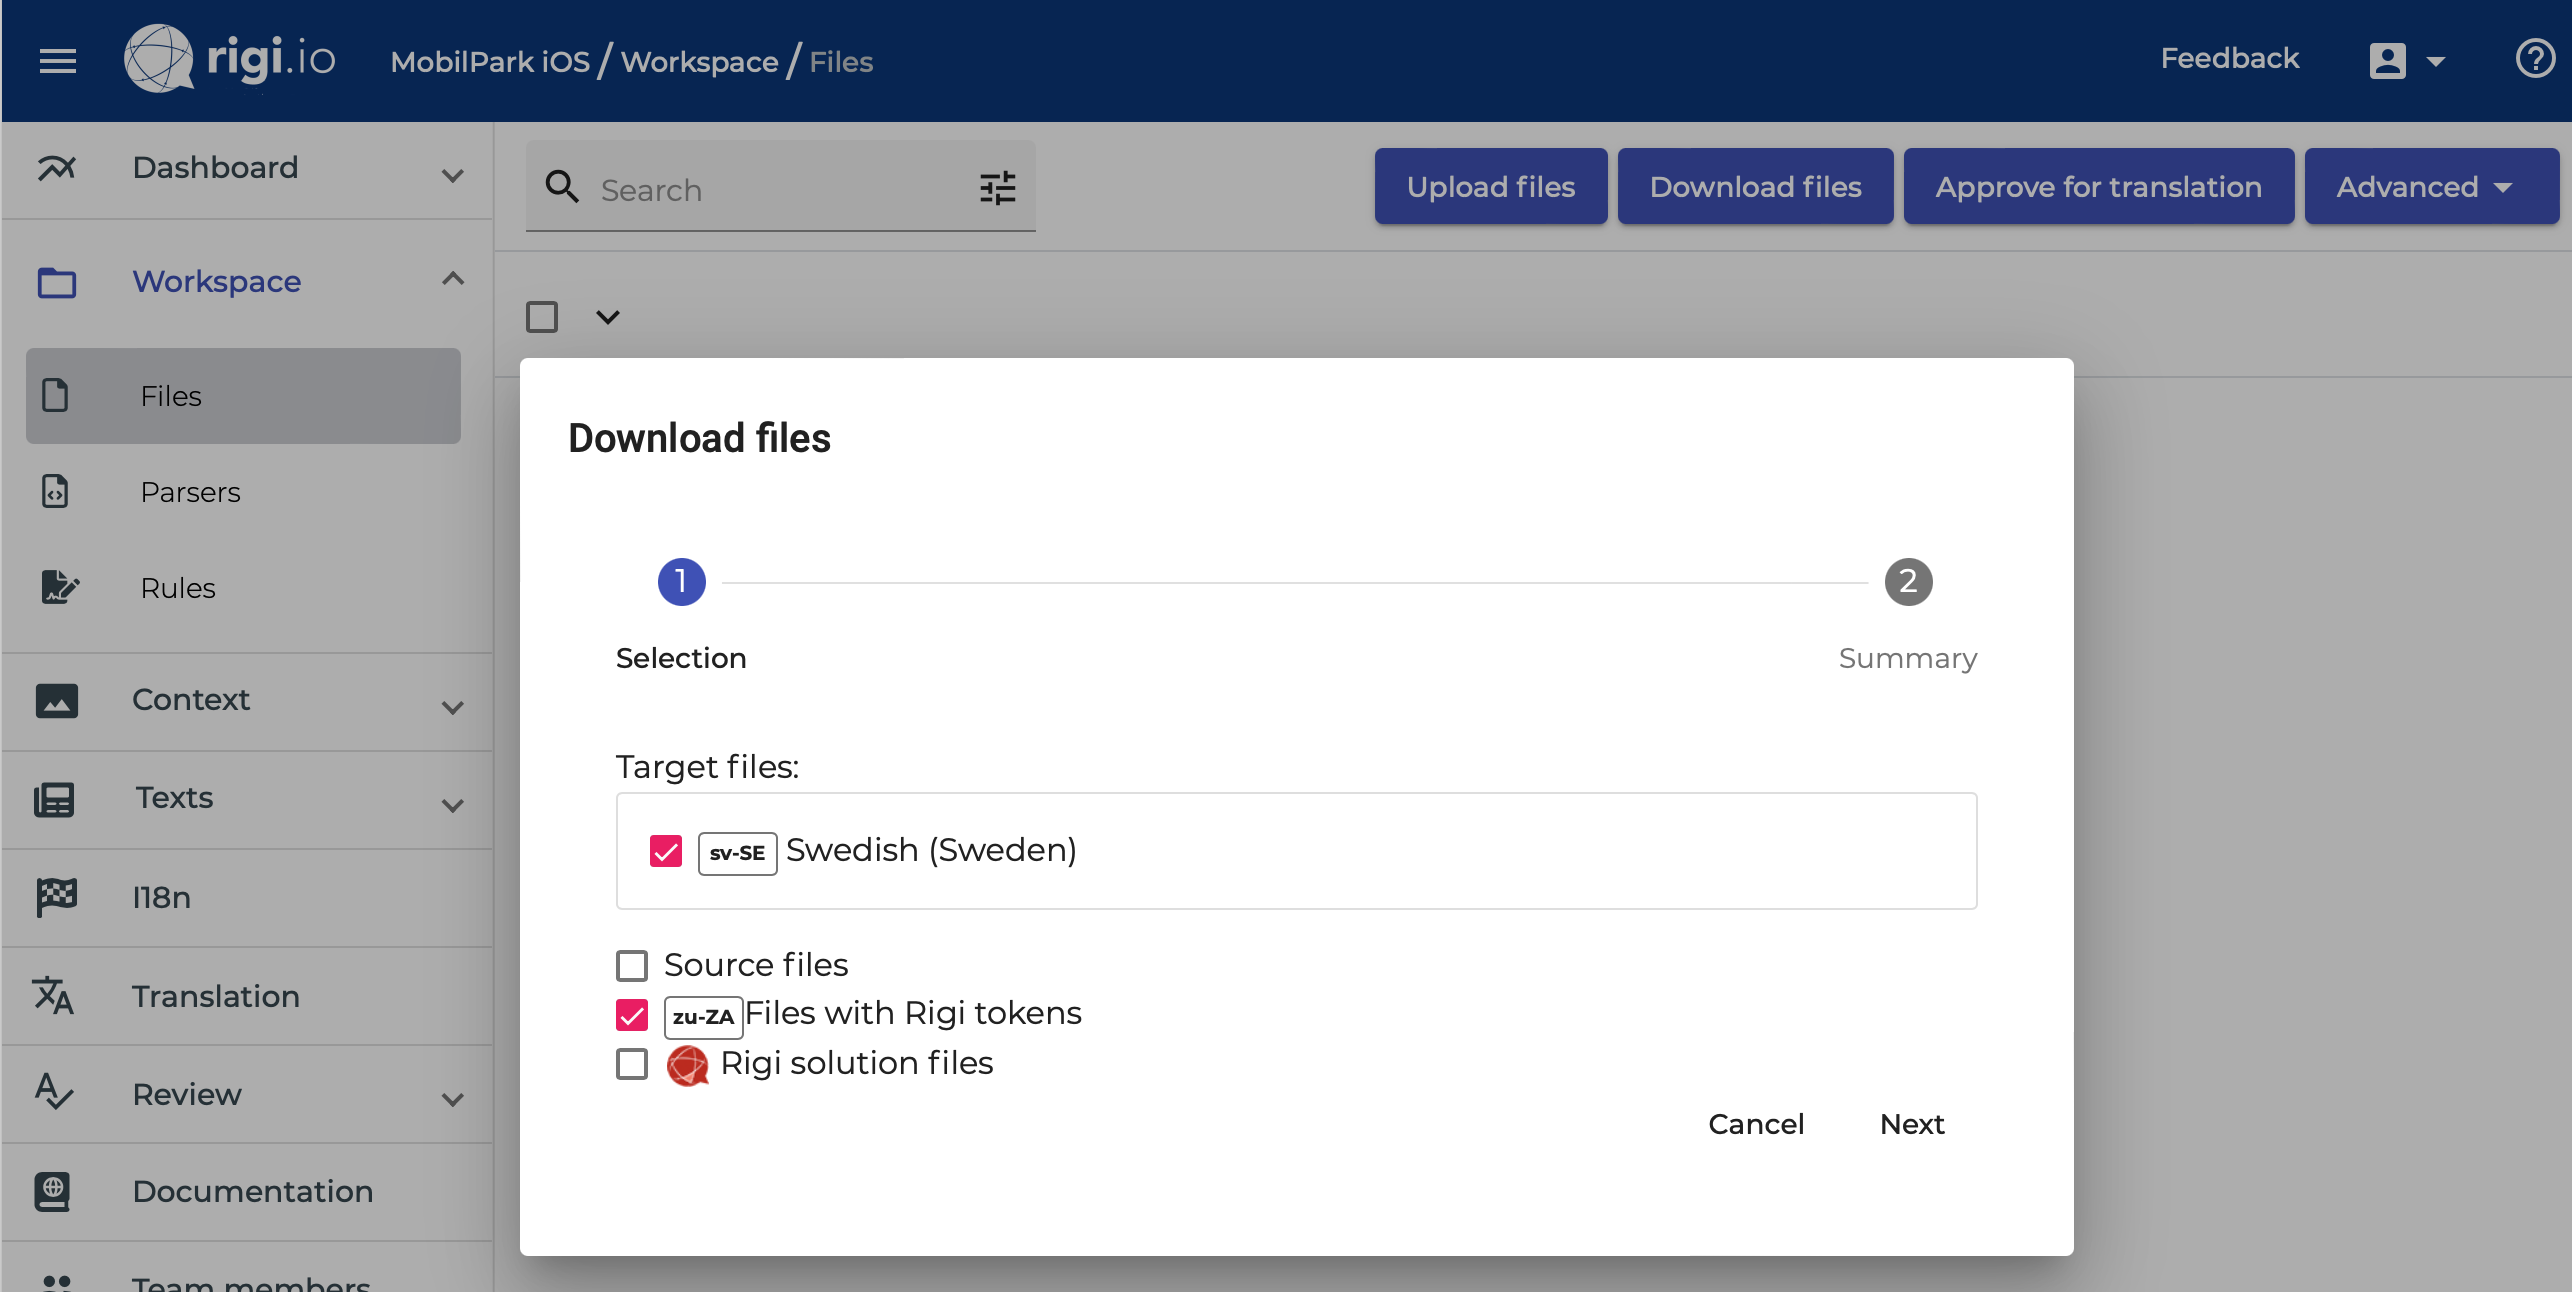 rigi.io
MobilPark iOS / Workspace / Files
Feedback
Dashboard
Workspace
Files
Parsers
Rules
Context
Texts
I18n
Translation
Review
Documentation
Team members
Search
Upload files
Download files
Approve for translation
Advanced
Download files
1
2
Selection
Summary
Target files:
sv-SE Swedish (Sweden)
Source files
zu-ZA Files with Rigi tokens
Rigi solution files
Cancel
Next